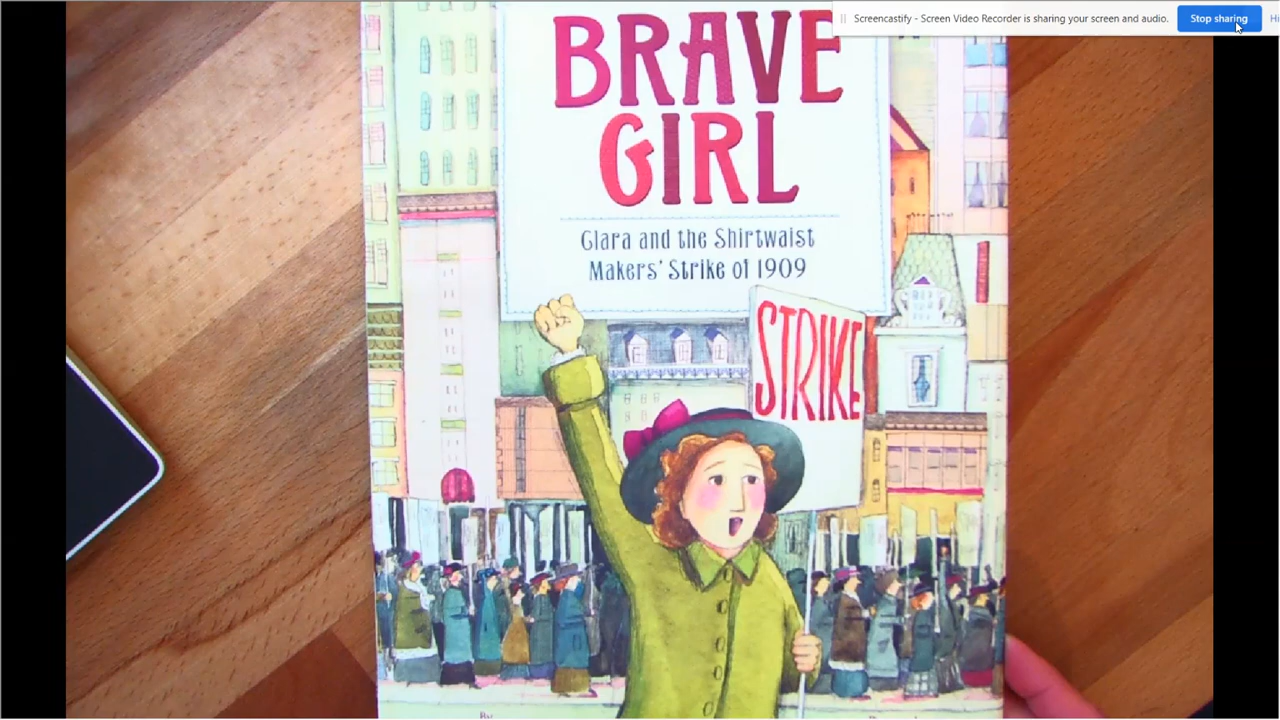 Screencastify - Screen Video Recorder is sharing your screen and audio.
Stop sharing
BRAVE
GIRL
Clara and the Shirtwaist
Makers' Strike of 1909
STRIKE
By